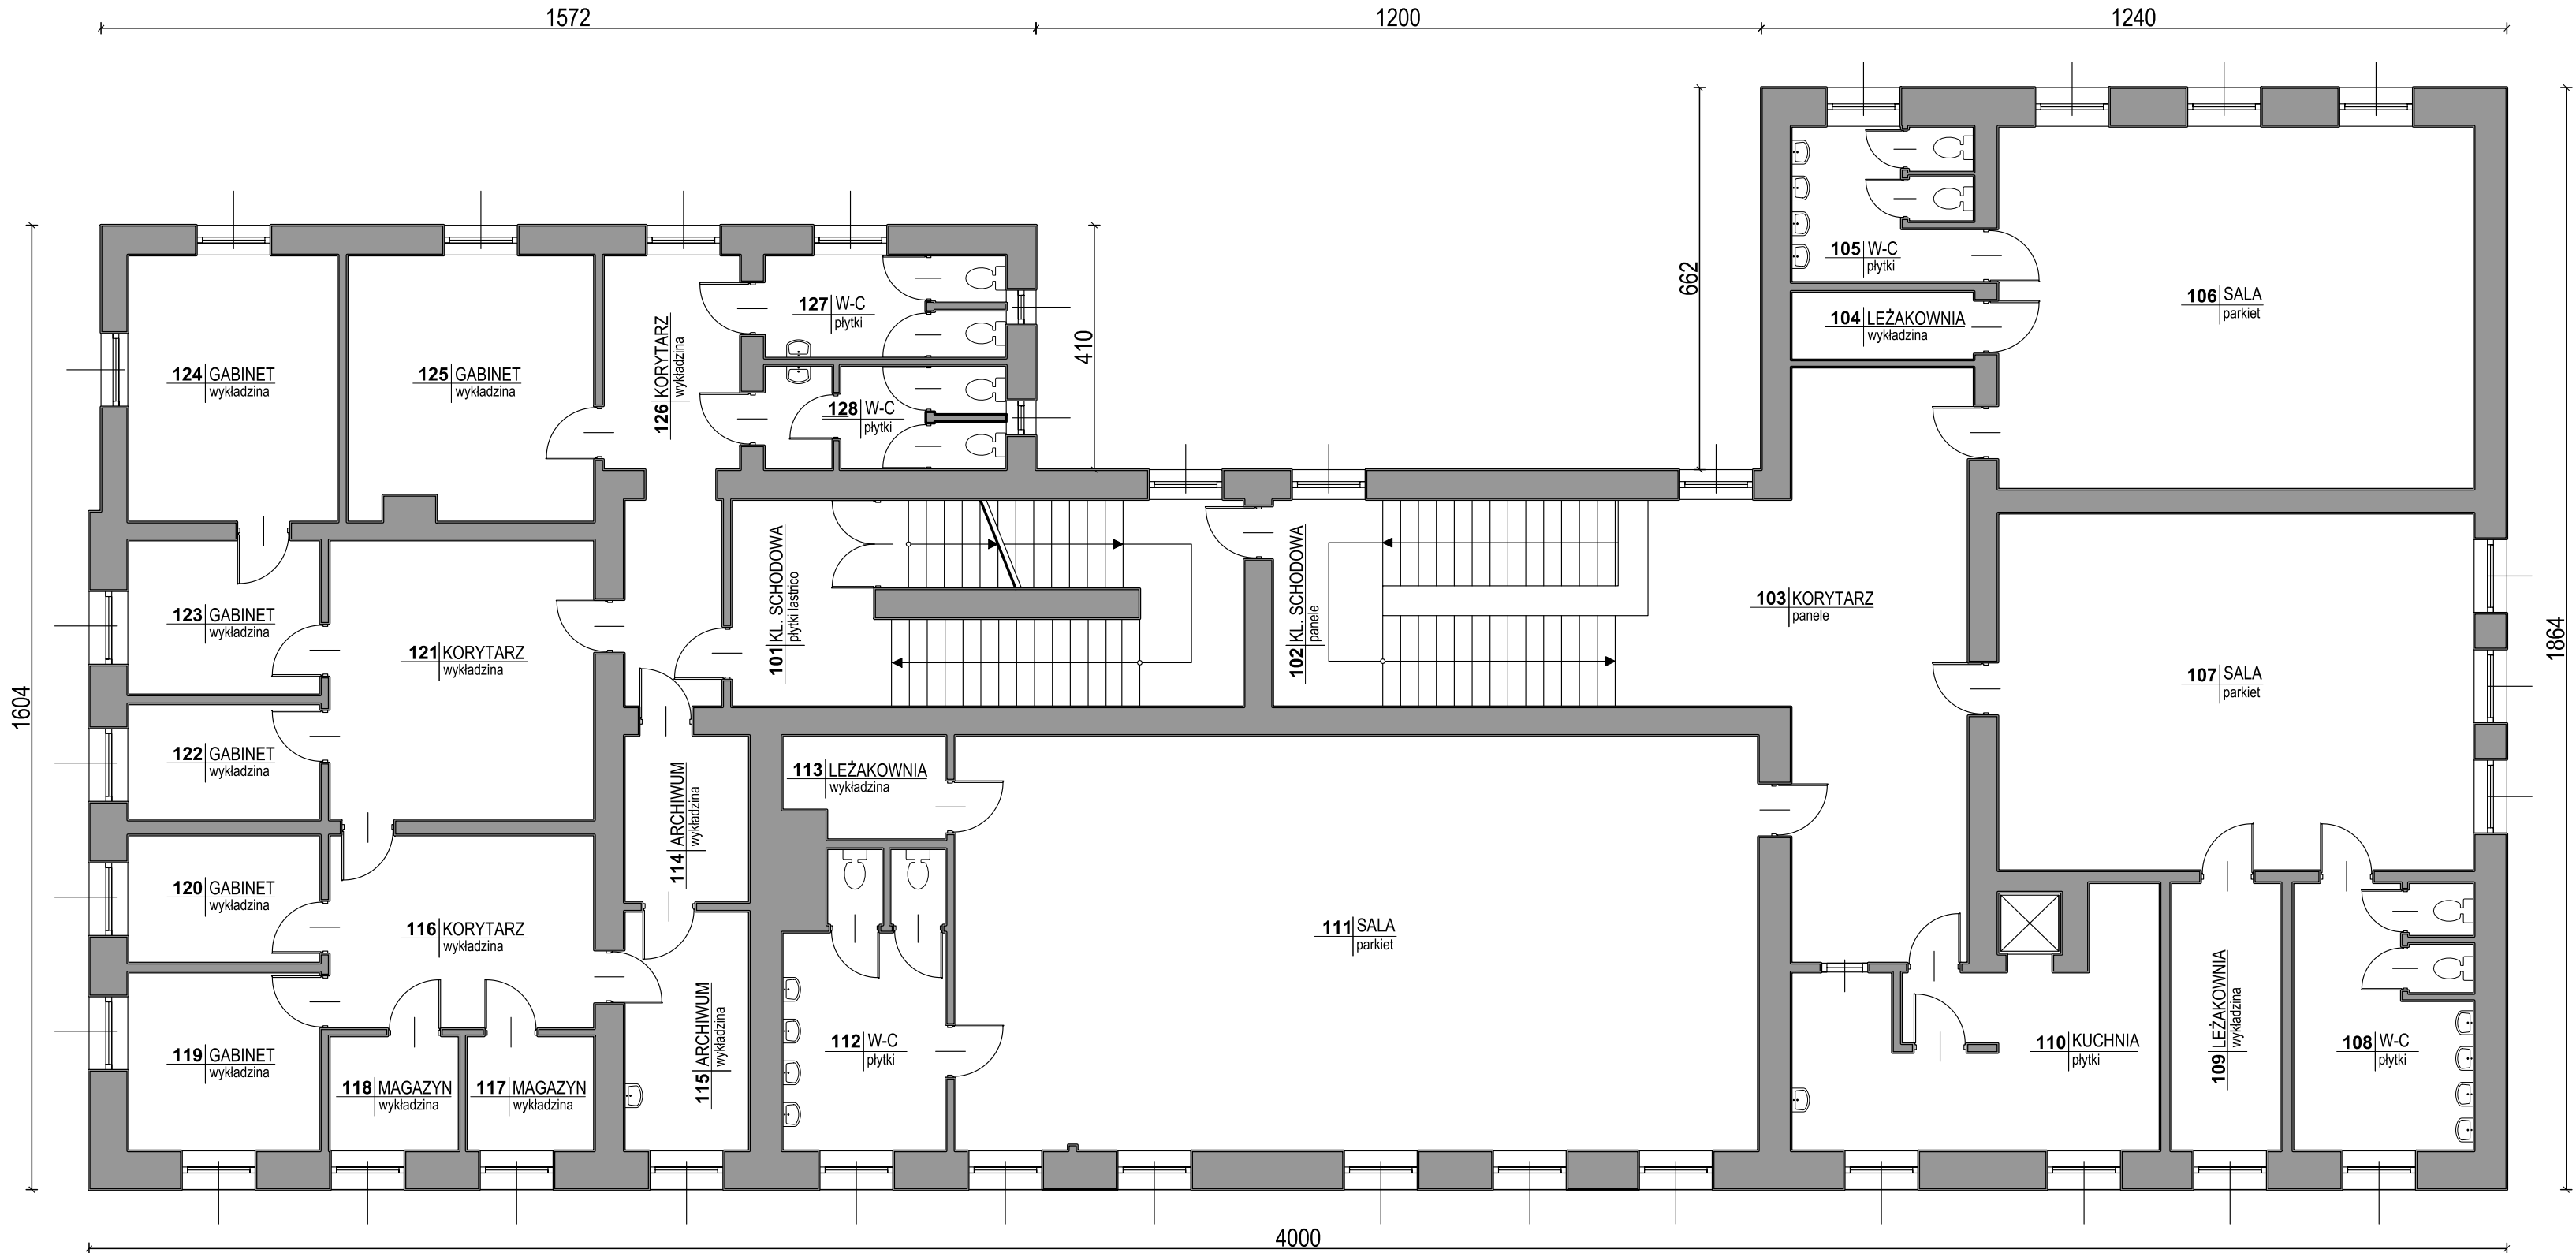 1572
1200
1240
662
410
1604
1864
4000
105 W-C
płytki
106 SALA
parkiet
104 LEŻAKOWNIA
wykładzina
127 W-C
płytki
124 GABINET
wykładzina
125 GABINET
wykładzina
126 KORYTARZ
wykładzina
128 W-C
płytki
101 KL. SCHODOWA
płytki lastrico
102 KL. SCHODOWA
panele
103 KORYTARZ
panele
123 GABINET
wykładzina
121 KORYTARZ
wykładzina
107 SALA
parkiet
122 GABINET
wykładzina
113 LEŻAKOWNIA
wykładzina
114 ARCHIWUM
wykładzina
120 GABINET
wykładzina
116 KORYTARZ
wykładzina
111 SALA
parkiet
119 GABINET
wykładzina
118 MAGAZYN
wykładzina
117 MAGAZYN
wykładzina
115 ARCHIWUM
wykładzina
112 W-C
płytki
110 KUCHNIA
płytki
109 LEŻAKOWNIA
wykładzina
108 W-C
płytki